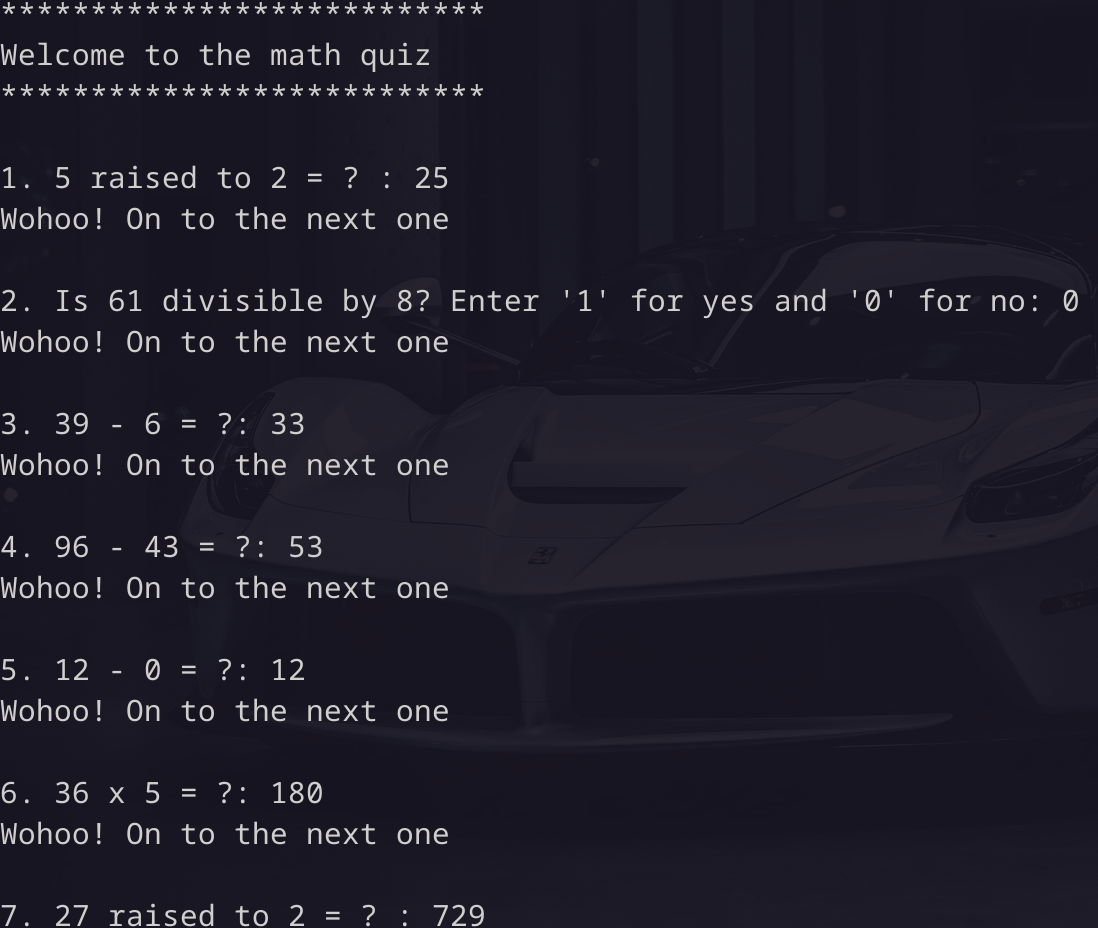 ***************************
Welcome to the math quiz
***************************
1. 5 raised to 2 = ? : 25
Wohoo! On to the next one
2. Is 61 divisible by 8? Enter '1' for yes and '0' for no: 0
Wohoo! On to the next one
3. 39 - 6 = ?: 33
Wohoo! On to the next one
4. 96 - 43 = ?: 53
Wohoo! On to the next one
5. 12 - 0 = ?: 12
Wohoo! On to the next one
6. 36 x 5 = ?: 180
Wohoo! On to the next one
7. 27 raised to 2 = ? : 729